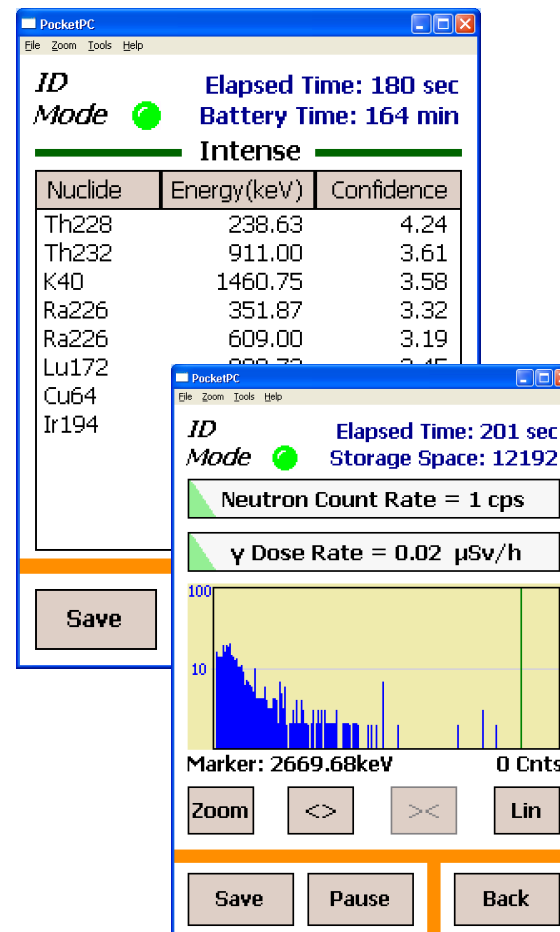 PocketPC
File Zoom Tools Help
ID
Mode
Elapsed Time: 180 sec
Battery Time: 164 min
Intense
Nuclide Energy(keV) Confidence
Th228 238.63 4.24
Th232 911.00 3.61
K40 1460.75 3.58
Ra226 351.87 3.32
Ra226 609.00 3.19
Lu172
Cu64
Ir194
Save
PocketPC
File Zoom Tools Help
ID
Mode
Elapsed Time: 201 sec
Storage Space: 12192
Neutron Count Rate = 1 cps
γ Dose Rate = 0.02 µSv/h
100
10
Marker: 2669.68keV 0 Cnts
Zoom <> >< Lin
Save Pause Back